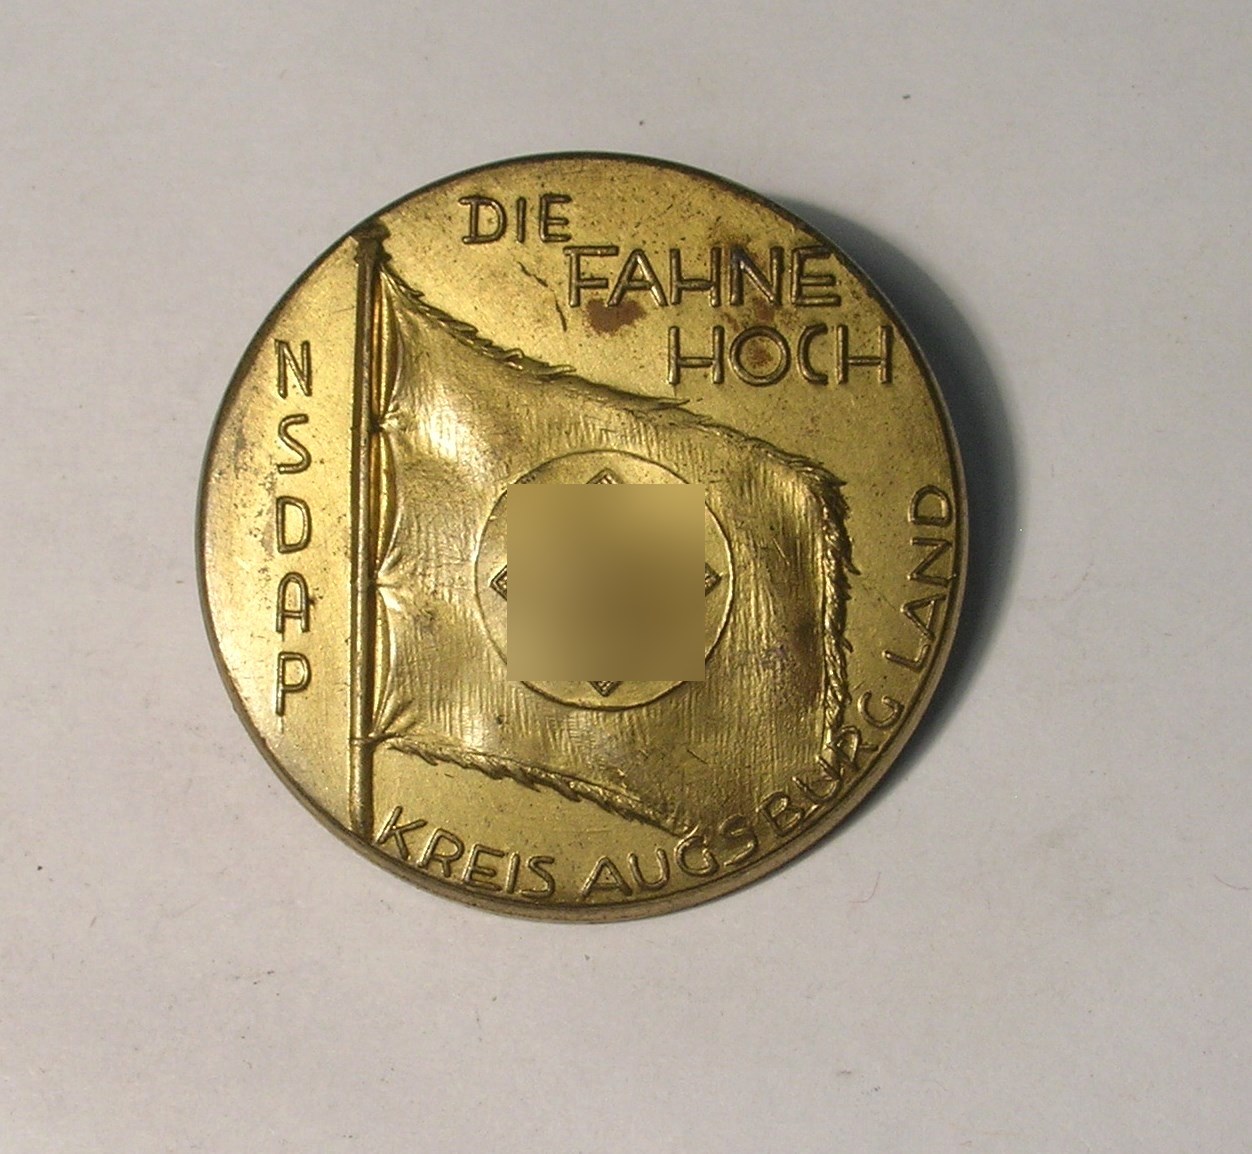 DIE
FAHNE
HOCH
NSDAP
KREIS AUGSBURG LAND